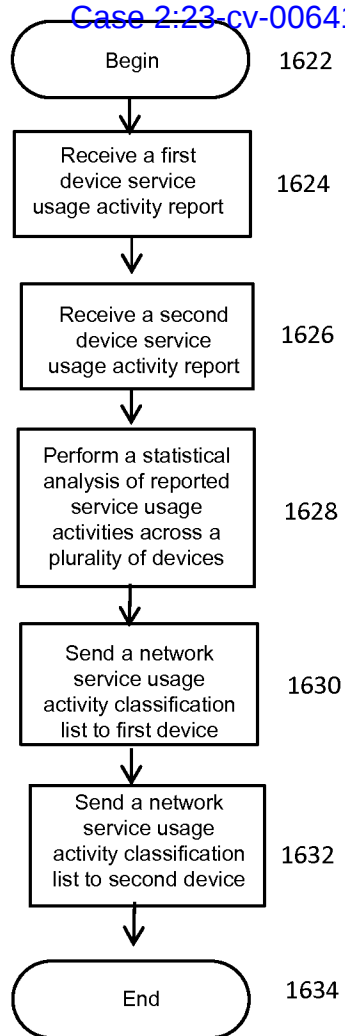 Case 2:23-cv-00641
Begin
1622
Receive a first
device service
usage activity report
1624
Receive a second
device service
usage activity report
1626
Perform a statistical
analysis of reported
service usage
activities across a
plurality of devices
1628
Send a network
service usage
activity classification
list to first device
1630
Send a network
service usage
activity classification
list to second device
1632
End
1634